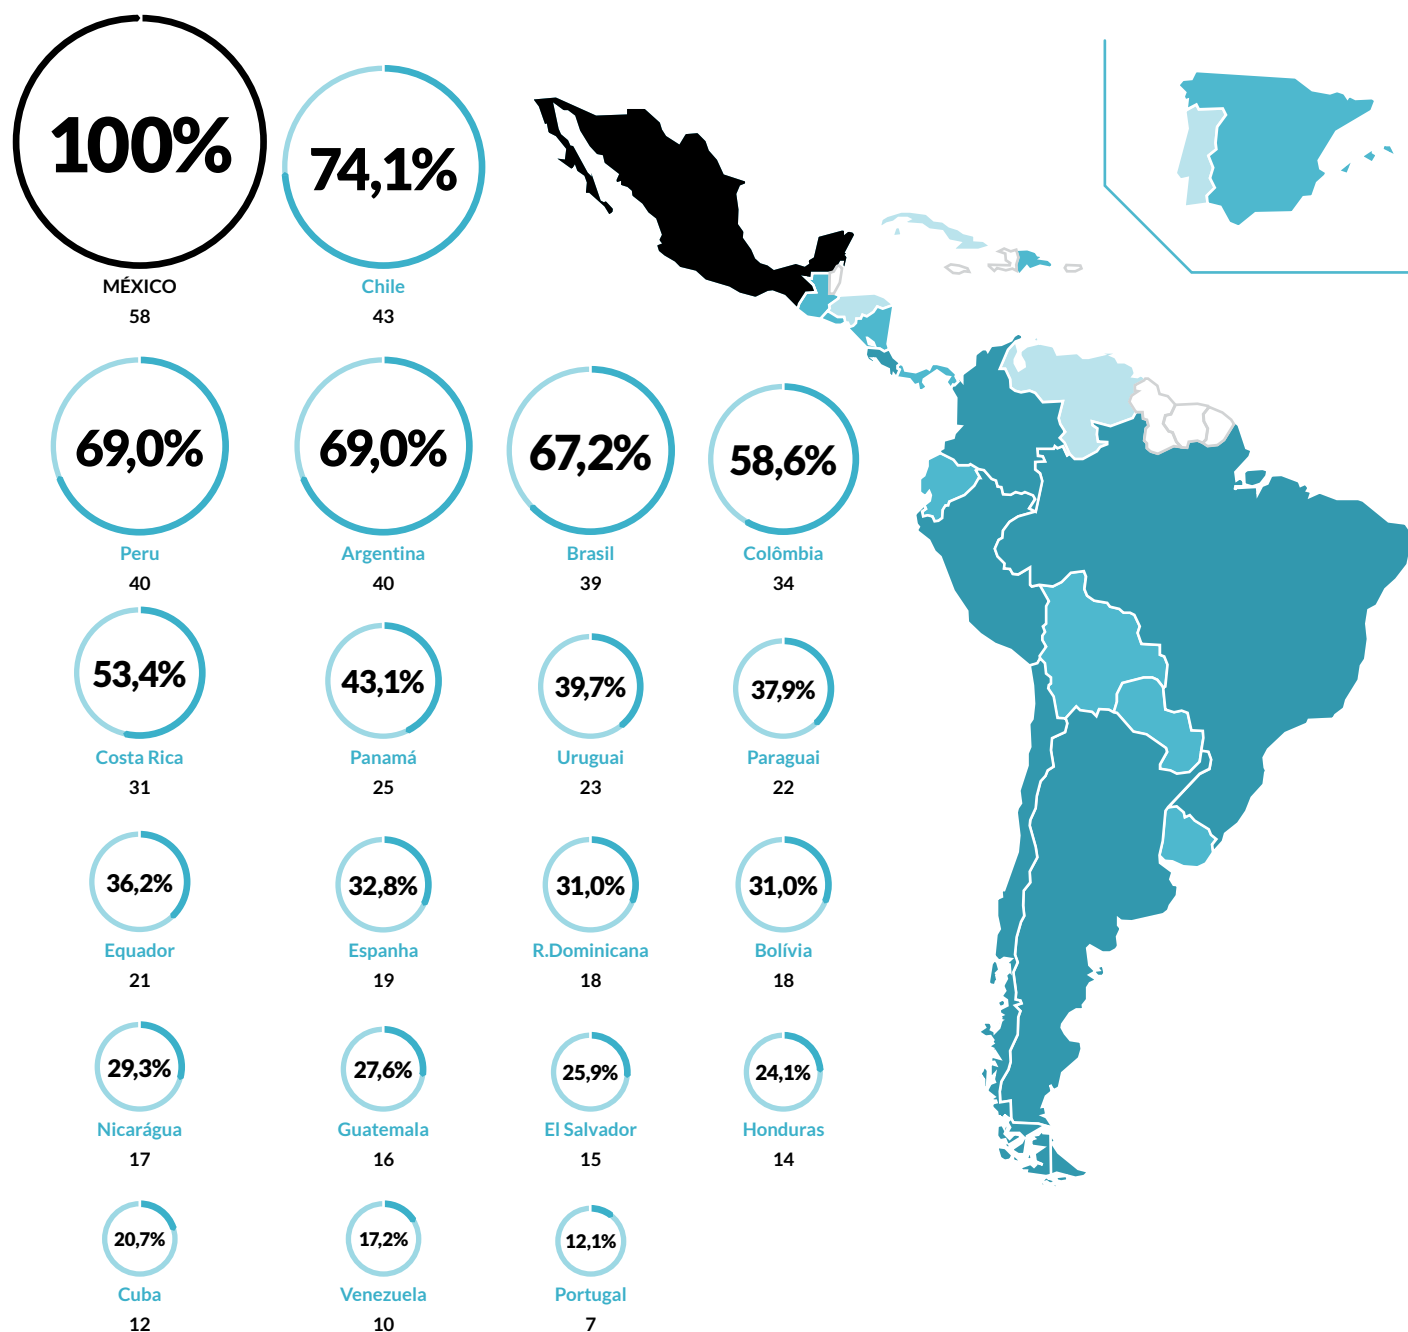 100%
MÉXICO
58
74,1%
Chile
43
69,0%
Peru
40
69,0%
Argentina
40
67,2%
Brasil
39
58,6%
Colômbia
34
53,4%
Costa Rica
31
43,1%
Panamá
25
39,7%
Uruguai
23
37,9%
Paraguai
22
36,2%
Equador
21
32,8%
Espanha
19
31,0%
R.Dominicana
18
31,0%
Bolívia
18
29,3%
Nicarágua
17
27,6%
Guatemala
16
25,9%
El Salvador
15
24,1%
Honduras
14
20,7%
Cuba
12
17,2%
Venezuela
10
12,1%
Portugal
7